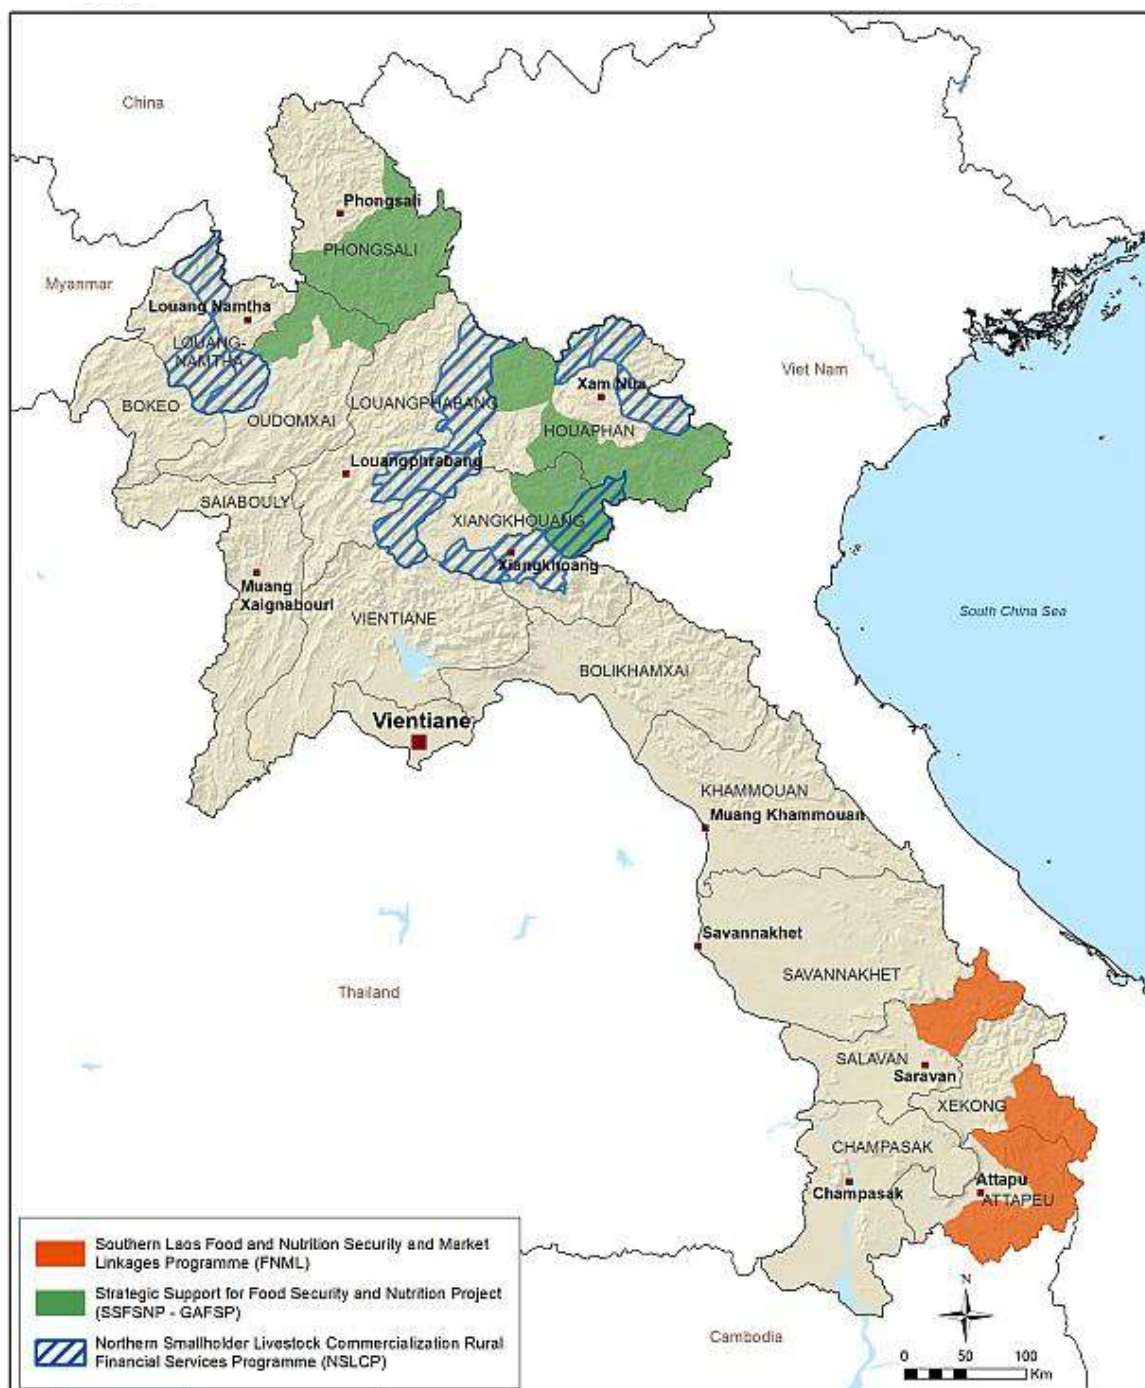 China
Phongsali
PHONGSALI
Myanmar
Louang Namtha
LOUANG-
NAMTHA
BOKEO
OUDOMXAI
LOUANGPHABANG
Xam Nua
HOUAPHAN
Viet Nam
Louangphrabang
SAIABOULY
XIANGKHOUANG
Xiangkhoang
Muang
Xaignabouri
VIENTIANE
South China Sea
BOLIKHAMXAI
Vientiane
KHAMMOUAN
Muang Khammouan
Savannakhet
SAVANNAKHET
Thailand
SALAVAN
Saravan
XEKONG
CHAMPASAK
Champasak
Attapu
ATTAPEU
Southern Laos Food and Nutrition Security and Market
Linkages Programme (FNML)
Strategic Support for Food Security and Nutrition Project
(SSFSNP - GAFSP)
Northern Smallholder Livestock Commercialization Rural
Financial Services Programme (NSLCP)
Cambodia
N
0 50 100
Km